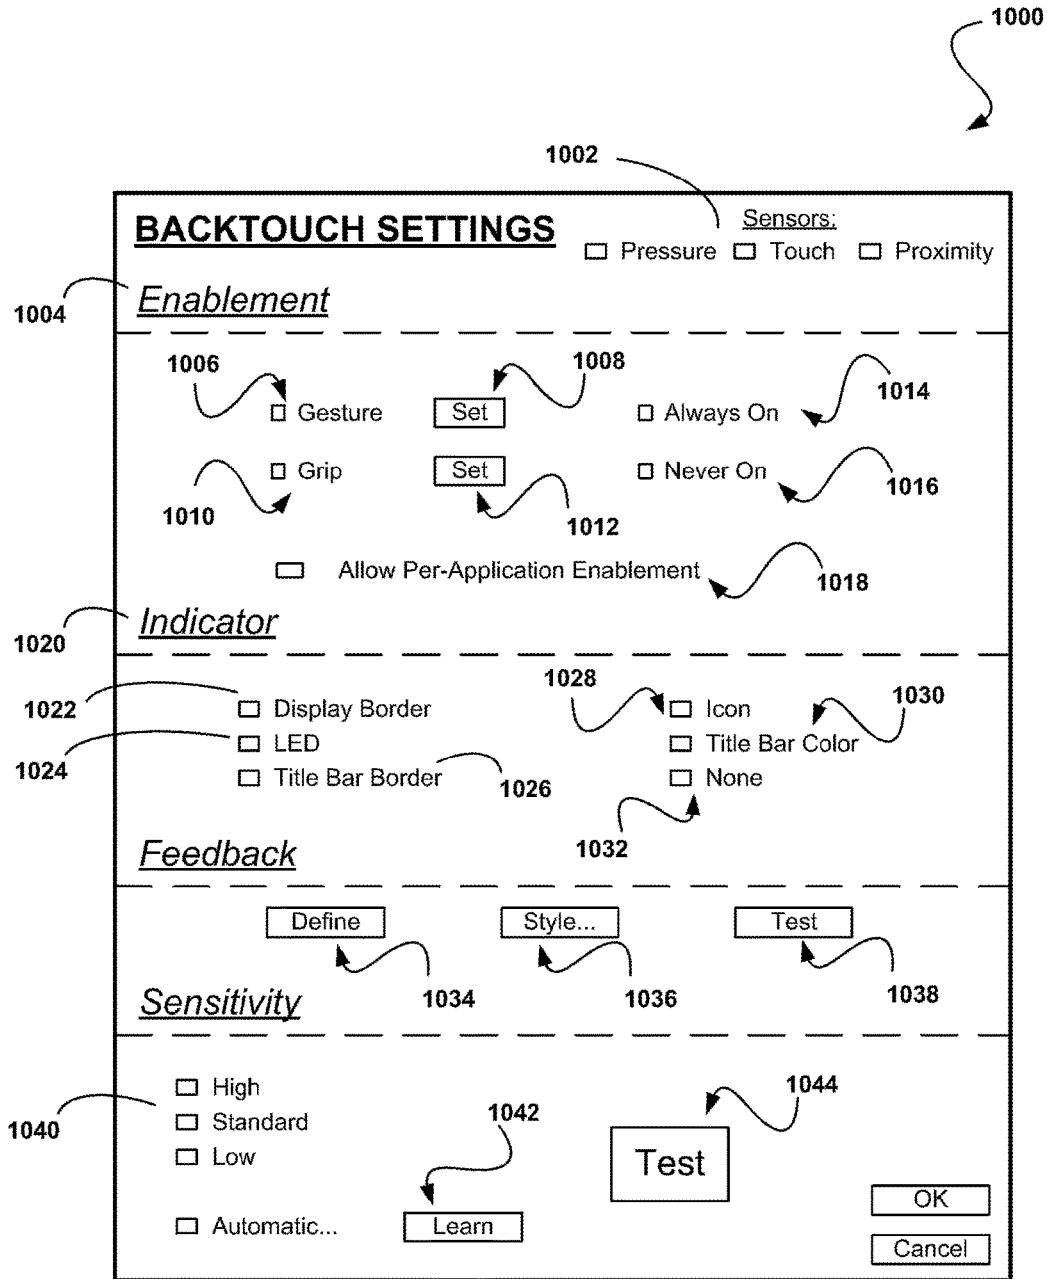 1000
1002
BACKTOUCH SETTINGS
Sensors:
Pressure Touch Proximity
1004
Enablement
1006 1008 1014
Gesture Set Always On
Grip Set Never On
1010 1012 1016
Allow Per-Application Enablement
1018
1020
Indicator
1028 1030
1022 Display Border Icon
1024 LED Title Bar Color
Title Bar Border 1026 None
1032
Feedback
Define Style... Test
1034 1036 1038
Sensitivity
1040
High
Standard
Low
1042 1044
Test
Automatic... Learn
OK
Cancel